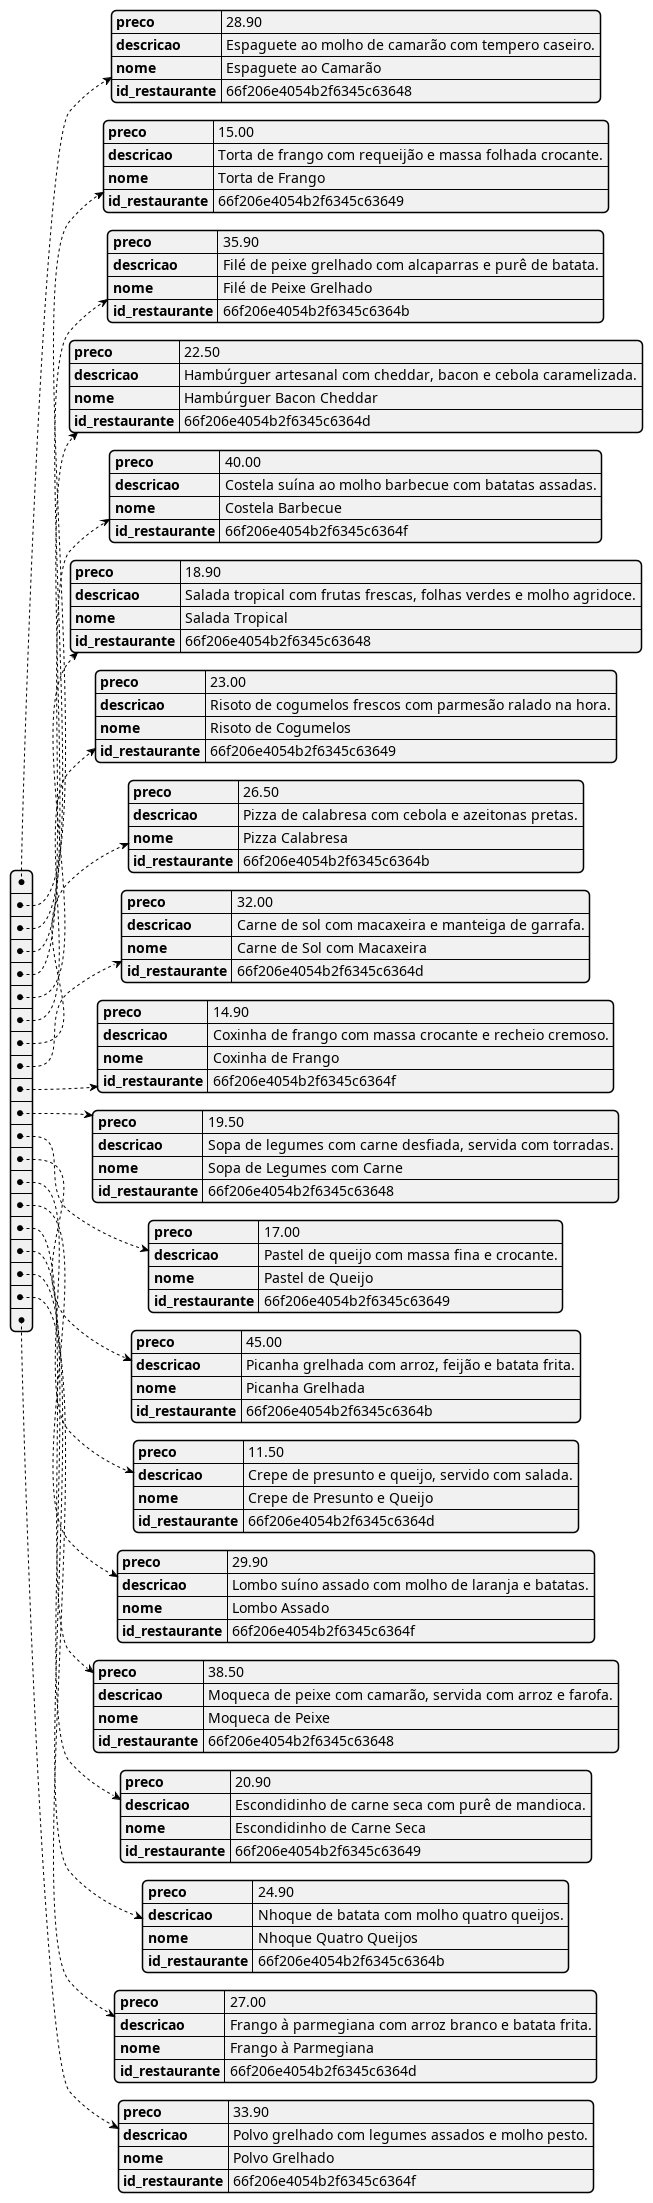 preco 28.90
descricao Espaguete ao molho de camarão com tempero caseiro.
nome Espaguete ao Camarão
id_restaurante 66f206e4054b2f6345c63648
preco 15.00
descricao Torta de frango com requeijão e massa folhada crocante.
nome Torta de Frango
id_restaurante 66f206e4054b2f6345c63649
preco 35.90
descricao Filé de peixe grelhado com alcaparras e purê de batata.
nome Filé de Peixe Grelhado
id_restaurante 66f206e4054b2f6345c6364b
preco 22.50
descricao Hambúrguer artesanal com cheddar, bacon e cebola caramelizada.
nome Hambúrguer Bacon Cheddar
id_restaurante 66f206e4054b2f6345c6364d
preco 40.00
descricao Costela suína ao molho barbecue com batatas assadas.
nome Costela Barbecue
id_restaurante 66f206e4054b2f6345c6364f
preco 18.90
descricao Salada tropical com frutas frescas, folhas verdes e molho agridoce.
nome Salada Tropical
id_restaurante 66f206e4054b2f6345c63648
preco 23.00
descricao Risoto de cogumelos frescos com parmesão ralado na hora.
nome Risoto de Cogumelos
id_restaurante 66f206e4054b2f6345c63649
preco 26.50
descricao Pizza de calabresa com cebola e azeitonas pretas.
nome Pizza Calabresa
id_restaurante 66f206e4054b2f6345c6364b
preco 32.00
descricao Carne de sol com macaxeira e manteiga de garrafa.
nome Carne de Sol com Macaxeira
id_restaurante 66f206e4054b2f6345c6364d
preco 14.90
descricao Coxinha de frango com massa crocante e recheio cremoso.
nome Coxinha de Frango
id_restaurante 66f206e4054b2f6345c6364f
preco 19.50
descricao Sopa de legumes com carne desfiada, servida com torradas.
nome Sopa de Legumes com Carne
id_restaurante 66f206e4054b2f6345c63648
preco 17.00
descricao Pastel de queijo com massa fina e crocante.
nome Pastel de Queijo
id_restaurante 66f206e4054b2f6345c63649
preco 45.00
descricao Picanha grelhada com arroz, feijão e batata frita.
nome Picanha Grelhada
id_restaurante 66f206e4054b2f6345c6364b
preco 11.50
descricao Crepe de presunto e queijo, servido com salada.
nome Crepe de Presunto e Queijo
id_restaurante 66f206e4054b2f6345c6364d
preco 29.90
descricao Lombo suíno assado com molho de laranja e batatas.
nome Lombo Assado
id_restaurante 66f206e4054b2f6345c6364f
preco 38.50
descricao Moqueca de peixe com camarão, servida com arroz e farofa.
nome Moqueca de Peixe
id_restaurante 66f206e4054b2f6345c63648
preco 20.90
descricao Escondidinho de carne seca com purê de mandioca.
nome Escondidinho de Carne Seca
id_restaurante 66f206e4054b2f6345c63649
preco 24.90
descricao Nhoque de batata com molho quatro queijos.
nome Nhoque Quatro Queijos
id_restaurante 66f206e4054b2f6345c6364b
preco 27.00
descricao Frango à parmegiana com arroz branco e batata frita.
nome Frango à Parmegiana
id_restaurante 66f206e4054b2f6345c6364d
preco 33.90
descricao Polvo grelhado com legumes assados e molho pesto.
nome Polvo Grelhado
id_restaurante 66f206e4054b2f6345c6364f